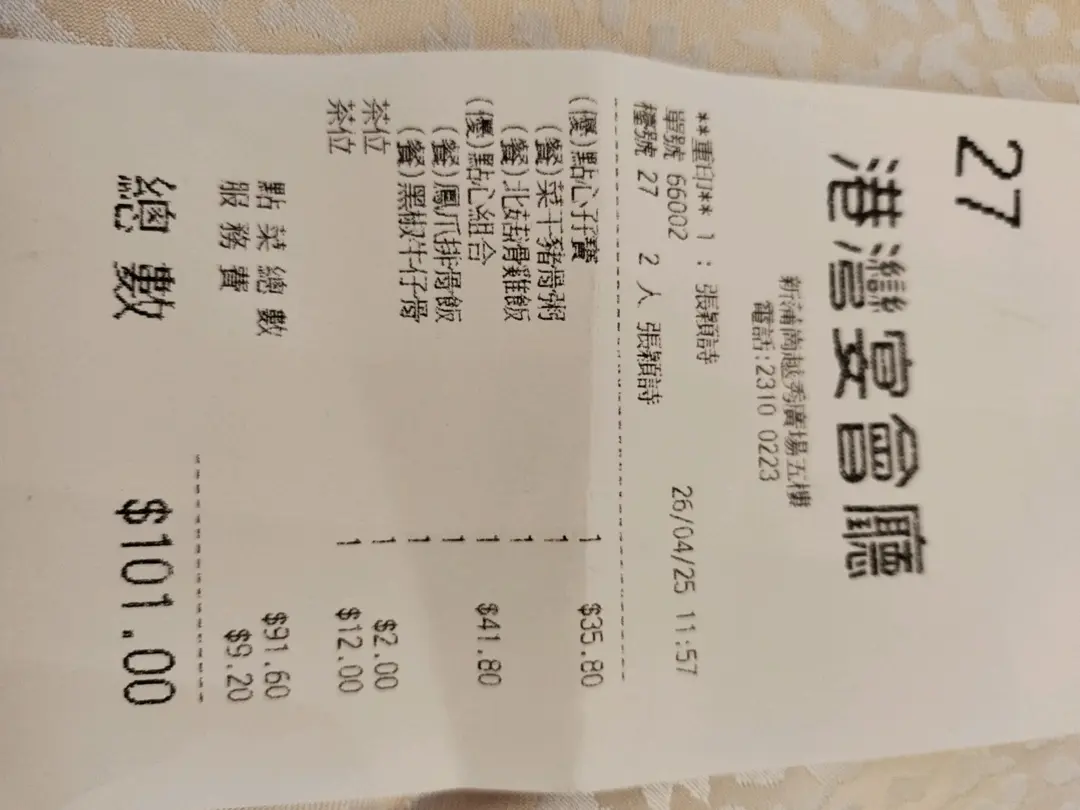 27
港灣宴會廳
新蒲崗越秀廣場五樓
電話:2310 0223
**重印** 1 : 張穎詩
單號 66002 26/04/25 11:57
檯號 27 2 人 張穎詩
(優)點心孖寶 1 $35.80
(餐)菜干豬骨粥 1
(餐)北菇滑雞飯 1
(優)點心組合 1 $41.80
(餐)鳳爪排骨飯 1
(餐)黑椒牛仔骨 1
茶位 1 $2.00
茶位 1 $12.00
點菜總數 $91.60
服務費 $9.20
總數 $101.00